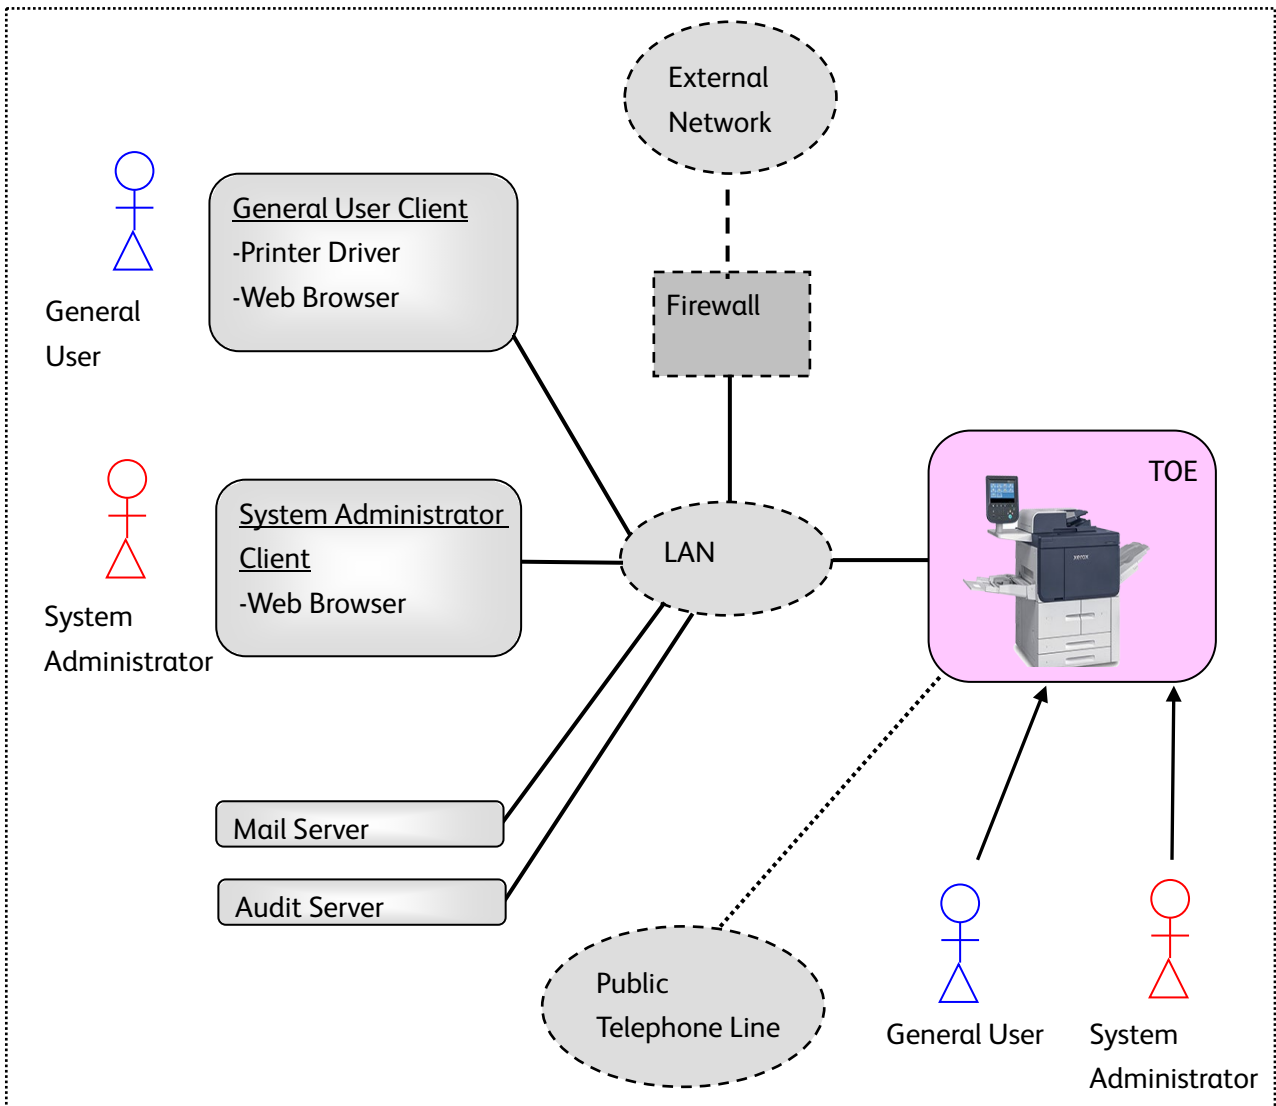 External
Network
General User Client
-Printer Driver
-Web Browser
General
User
Firewall
TOE
xerox
System Administrator
Client
-Web Browser
LAN
System
Administrator
Mail Server
Audit Server
Public
Telephone Line
General User
System
Administrator